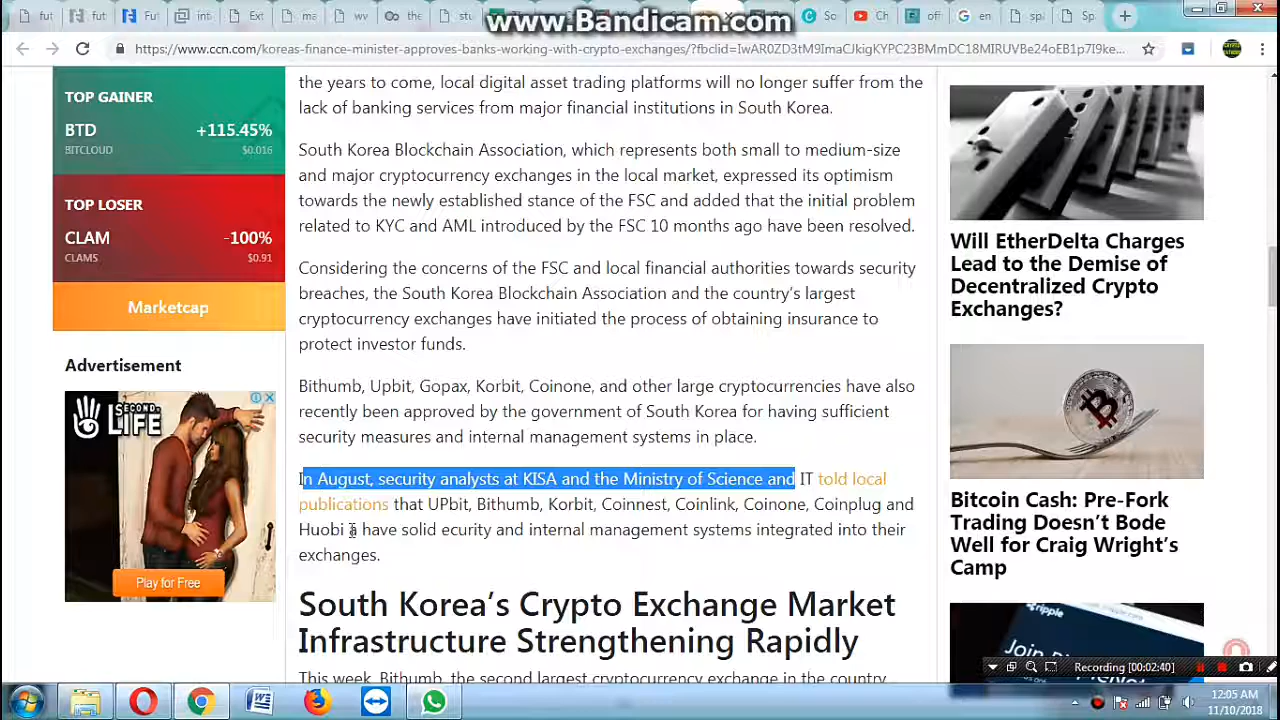 www.Bandicam.com
https://www.ccn.com/koreas-finance-minister-approves-banks-working-with-crypto-exchanges/?fbclid=IwAR0ZD3tM9ImaCJkigKYPC23BMmDC18MIRUVBe24oEB1p7I9ke...
TOP GAINER
BTD +115.45%
BITCLOUD $0.016
TOP LOSER
CLAM -100%
CLAMS $0.91
Marketcap
Advertisement
SECOND LIFE
Play for Free
the years to come, local digital asset trading platforms will no longer suffer from the
lack of banking services from major financial institutions in South Korea.
South Korea Blockchain Association, which represents both small to medium-size
and major cryptocurrency exchanges in the local market, expressed its optimism
towards the newly established stance of the FSC and added that the initial problem
related to KYC and AML introduced by the FSC 10 months ago have been resolved.
Considering the concerns of the FSC and local financial authorities towards security
breaches, the South Korea Blockchain Association and the country's largest
cryptocurrency exchanges have initiated the process of obtaining insurance to
protect investor funds.
Bithumb, Upbit, Gopax, Korbit, Coinone, and other large cryptocurrencies have also
recently been approved by the government of South Korea for having sufficient
security measures and internal management systems in place.
In August, security analysts at KISA and the Ministry of Science and IT told local
publications that UPbit, Bithumb, Korbit, Coinnest, Coinlink, Coinone, Coinplug and
Huobi a have solid ecurity and internal management systems integrated into their
exchanges.
South Korea's Crypto Exchange Market
Infrastructure Strengthening Rapidly
This week, Bithumb, the second largest cryptocurrency exchange in the country
Will EtherDelta Charges
Lead to the Demise of
Decentralized Crypto
Exchanges?
Bitcoin Cash: Pre-Fork
Trading Doesn't Bode
Well for Craig Wright's
Camp
ripple
Recording [00:02:40]
12:05 AM
11/10/2018